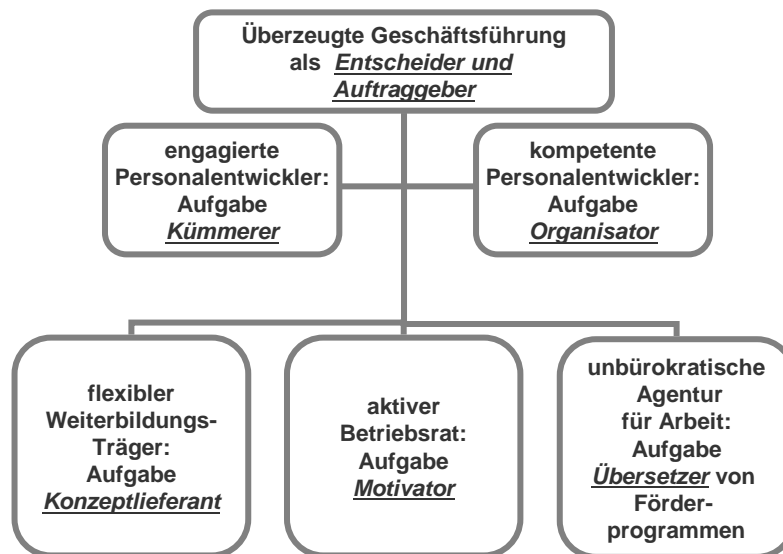 Überzeugte Geschäftsführung
als Entscheider und
Auftraggeber
engagierte
Personalentwickler:
Aufgabe
Kümmerer
kompetente
Personalentwickler:
Aufgabe
Organisator
flexibler
Weiterbildungs-
Träger:
Aufgabe
Konzeptlieferant
aktiver
Betriebsrat:
Aufgabe
Motivator
unbürokratische
Agentur
für Arbeit:
Aufgabe
Übersetzer von
Förder-
programmen